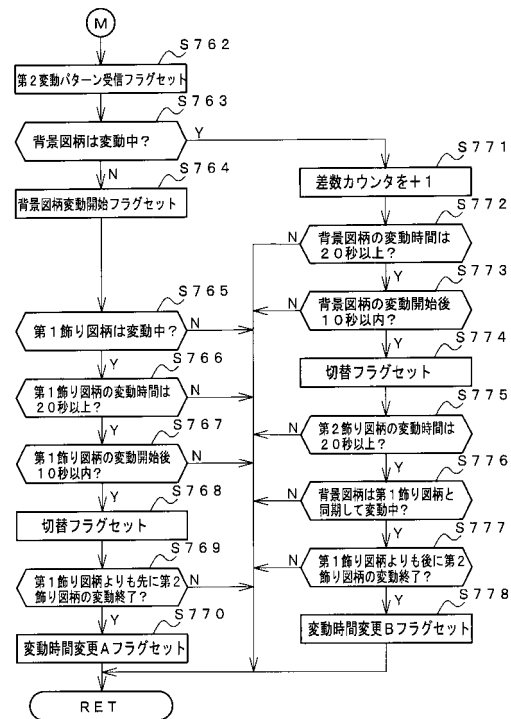 M
S762
第2変動パターン受信フラグセット
S763
背景図柄は変動中?
Y
N
S764
背景図柄変動開始フラグセット
S765
第1飾り図柄は変動中?
N
Y
S766
第1飾り図柄の変動時間は
20秒以上?
N
Y
S767
第1飾り図柄の変動開始後
10秒以内?
N
Y
S768
切替フラグセット
S769
第1飾り図柄よりも先に第2
飾り図柄の変動終了?
N
Y
S770
変動時間変更Aフラグセット
RET
S771
差数カウンタを+1
S772
背景図柄の変動時間は
20秒以上?
N
Y
S773
背景図柄の変動開始後
10秒以内?
N
Y
S774
切替フラグセット
S775
第2飾り図柄の変動時間は
20秒以上?
N
Y
S776
背景図柄は第1飾り図柄と
同期して変動中?
N
Y
S777
第1飾り図柄よりも後に第2
飾り図柄の変動終了?
N
Y
S778
変動時間変更Bフラグセット